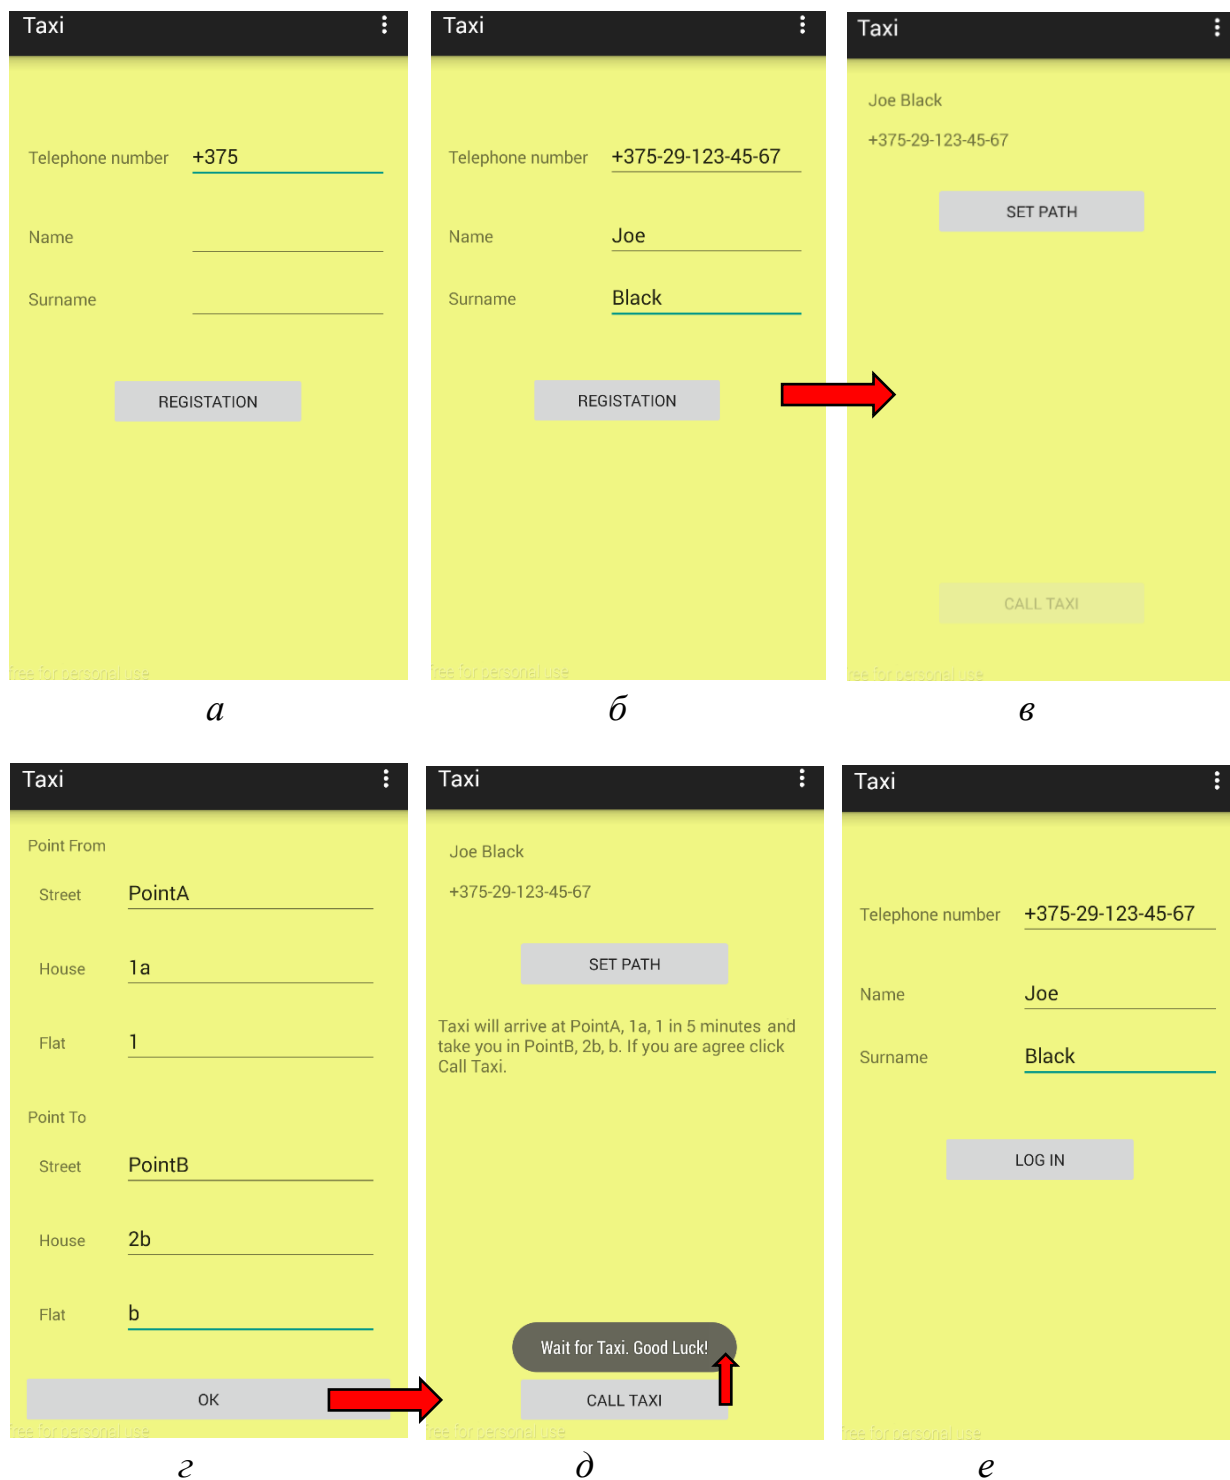 Taxi
Telephone number +375
Name
Surname
REGISTATION
free for personal use
а
Taxi
Telephone number +375-29-123-45-67
Name Joe
Surname Black
REGISTATION
free for personal use
б
Taxi
Joe Black
+375-29-123-45-67
SET PATH
CALL TAXI
free for personal use
в
Taxi
Point From
Street PointA
House 1a
Flat 1
Point To
Street PointB
House 2b
Flat b
OK
free for personal use
г
Taxi
Joe Black
+375-29-123-45-67
SET PATH
Taxi will arrive at PointA, 1a, 1 in 5 minutes and
take you in PointB, 2b, b. If you are agree click
Call Taxi.
Wait for Taxi. Good Luck!
CALL TAXI
free for personal use
д
Taxi
Telephone number +375-29-123-45-67
Name Joe
Surname Black
LOG IN
free for personal use
е